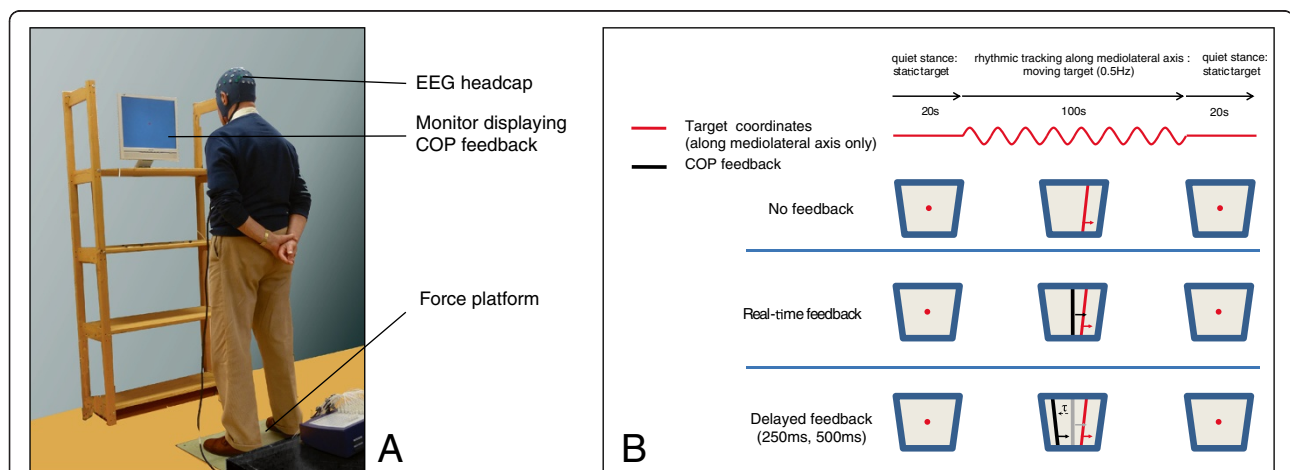 EEG headcap
Monitor displaying
COP feedback
Force platform
A
quiet stance:
static target
rhythmic tracking along mediolateral axis :
moving target (0.5Hz)
quiet stance:
static target
20s
100s
20s
Target coordinates
(along mediolateral axis only)
COP feedback
No feedback
Real-time feedback
Delayed feedback
(250ms, 500ms)
τ
B